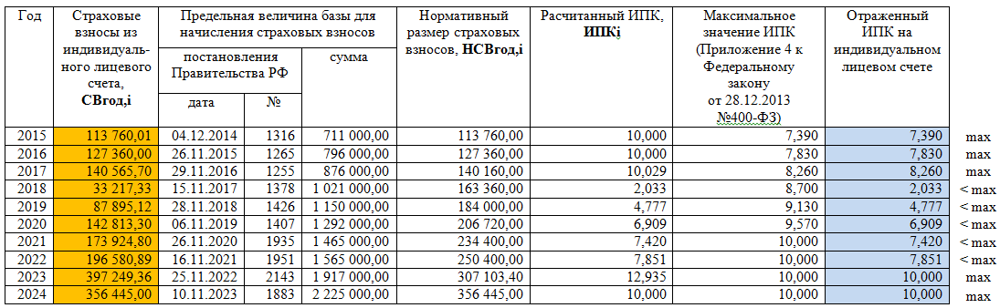 Год
Страховые
взносы из
индивидуаль-
ного лицевого
счета,
СВгод,i
Предельная величина базы для
начисления страховых взносов
постановления
Правительства РФ
дата
№
сумма
Нормативный
размер страховых
взносов, НСВгод,i
Расчитанный ИПК,
ИПКi
Максимальное
значение ИПК
(Приложение 4 к
Федеральному
закону
от 28.12.2013
№400-ФЗ)
Отраженный
ИПК на
индивидуальном
лицевом счете
2015 113 760,01 04.12.2014 1316 711 000,00 113 760,00 10,000 7,390 7,390 max
2016 127 360,00 26.11.2015 1265 796 000,00 127 360,00 10,000 7,830 7,830 max
2017 140 565,70 29.11.2016 1255 876 000,00 140 160,00 10,029 8,260 8,260 max
2018 33 217,33 15.11.2017 1378 1 021 000,00 163 360,00 2,033 8,700 2,033 < max
2019 87 895,12 28.11.2018 1426 1 150 000,00 184 000,00 4,777 9,130 4,777 < max
2020 142 813,30 06.11.2019 1407 1 292 000,00 206 720,00 6,909 9,570 6,909 < max
2021 173 924,80 26.11.2020 1935 1 465 000,00 234 400,00 7,420 10,000 7,420 < max
2022 196 580,89 16.11.2021 1951 1 565 000,00 250 400,00 7,851 10,000 7,851 < max
2023 397 249,36 25.11.2022 2143 1 917 000,00 307 103,40 12,935 10,000 10,000 max
2024 356 445,00 10.11.2023 1883 2 225 000,00 356 445,00 10,000 10,000 10,000 max